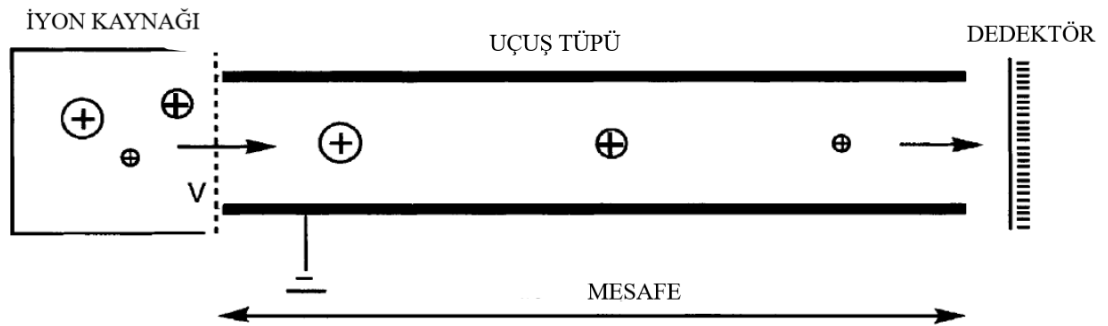 İYON KAYNAĞI
UÇUŞ TÜPÜ
DEDEKTÖR
V
MESAFE